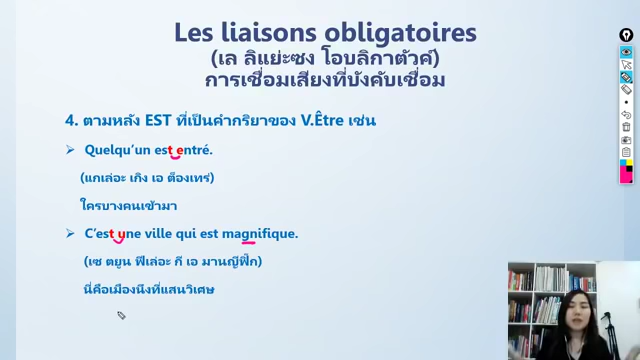 Les liaisons obligatoires
(เล ลิแย่ะซง โอบลิกาตัวค์)
การเชื่อมเสียงที่บังคับเชื่อม
4. ตามหลัง EST ที่เป็นคำกริยาของ V.Être เช่น
Quelqu’un est entré.
(แกเล่อะ เกิง เอ ต็องเทร่)
ใครบางคนเข้ามา
C’est une ville qui est magnifique.
(เซ ตยูน ฟีเล่อะ กี เอ มานญีฟิ๊ก)
นี่คือเมืองนึงที่แสนวิเศษ